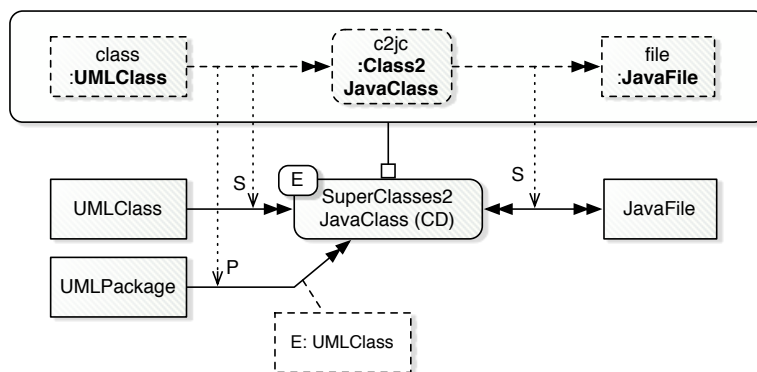 class
:UMLClass
c2jc
:Class2
JavaClass
file
:JavaFile
S
S
E
UMLClass
SuperClasses2
JavaClass (CD)
JavaFile
UMLPackage
P
E: UMLClass